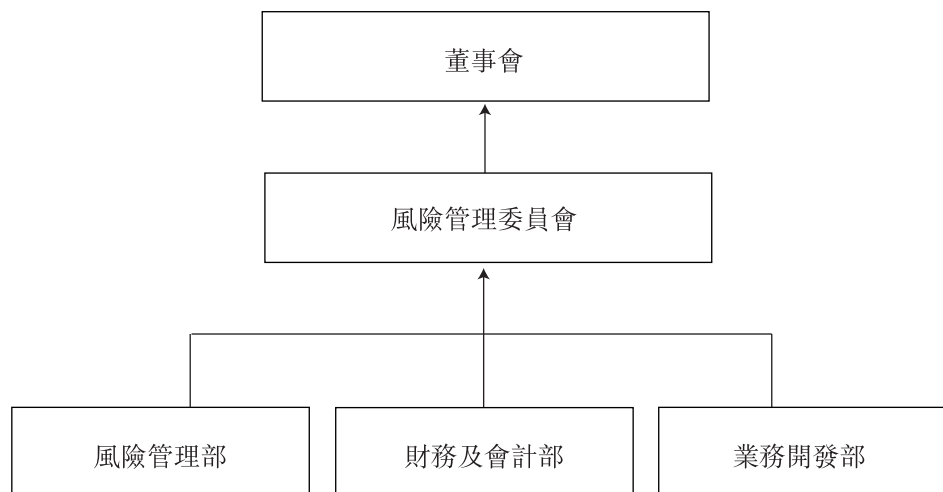 董事會
風險管理委員會
風險管理部
財務及會計部
業務開發部